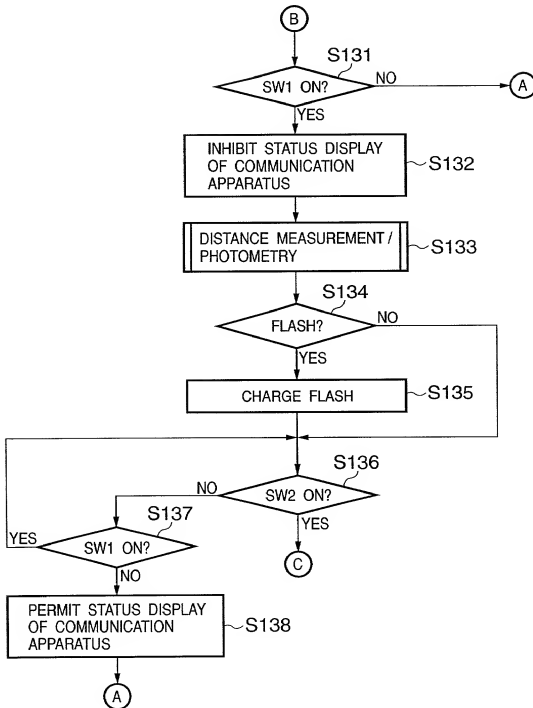 B
S131
SW1 ON?
NO
A
YES
INHIBIT STATUS DISPLAY
OF COMMUNICATION
APPARATUS
S132
DISTANCE MEASUREMENT/
PHOTOMETRY
S133
S134
FLASH?
NO
YES
CHARGE FLASH
S135
S136
SW2 ON?
NO
YES
C
S137
YES
SW1 ON?
NO
PERMIT STATUS DISPLAY
OF COMMUNICATION
APPARATUS
S138
A